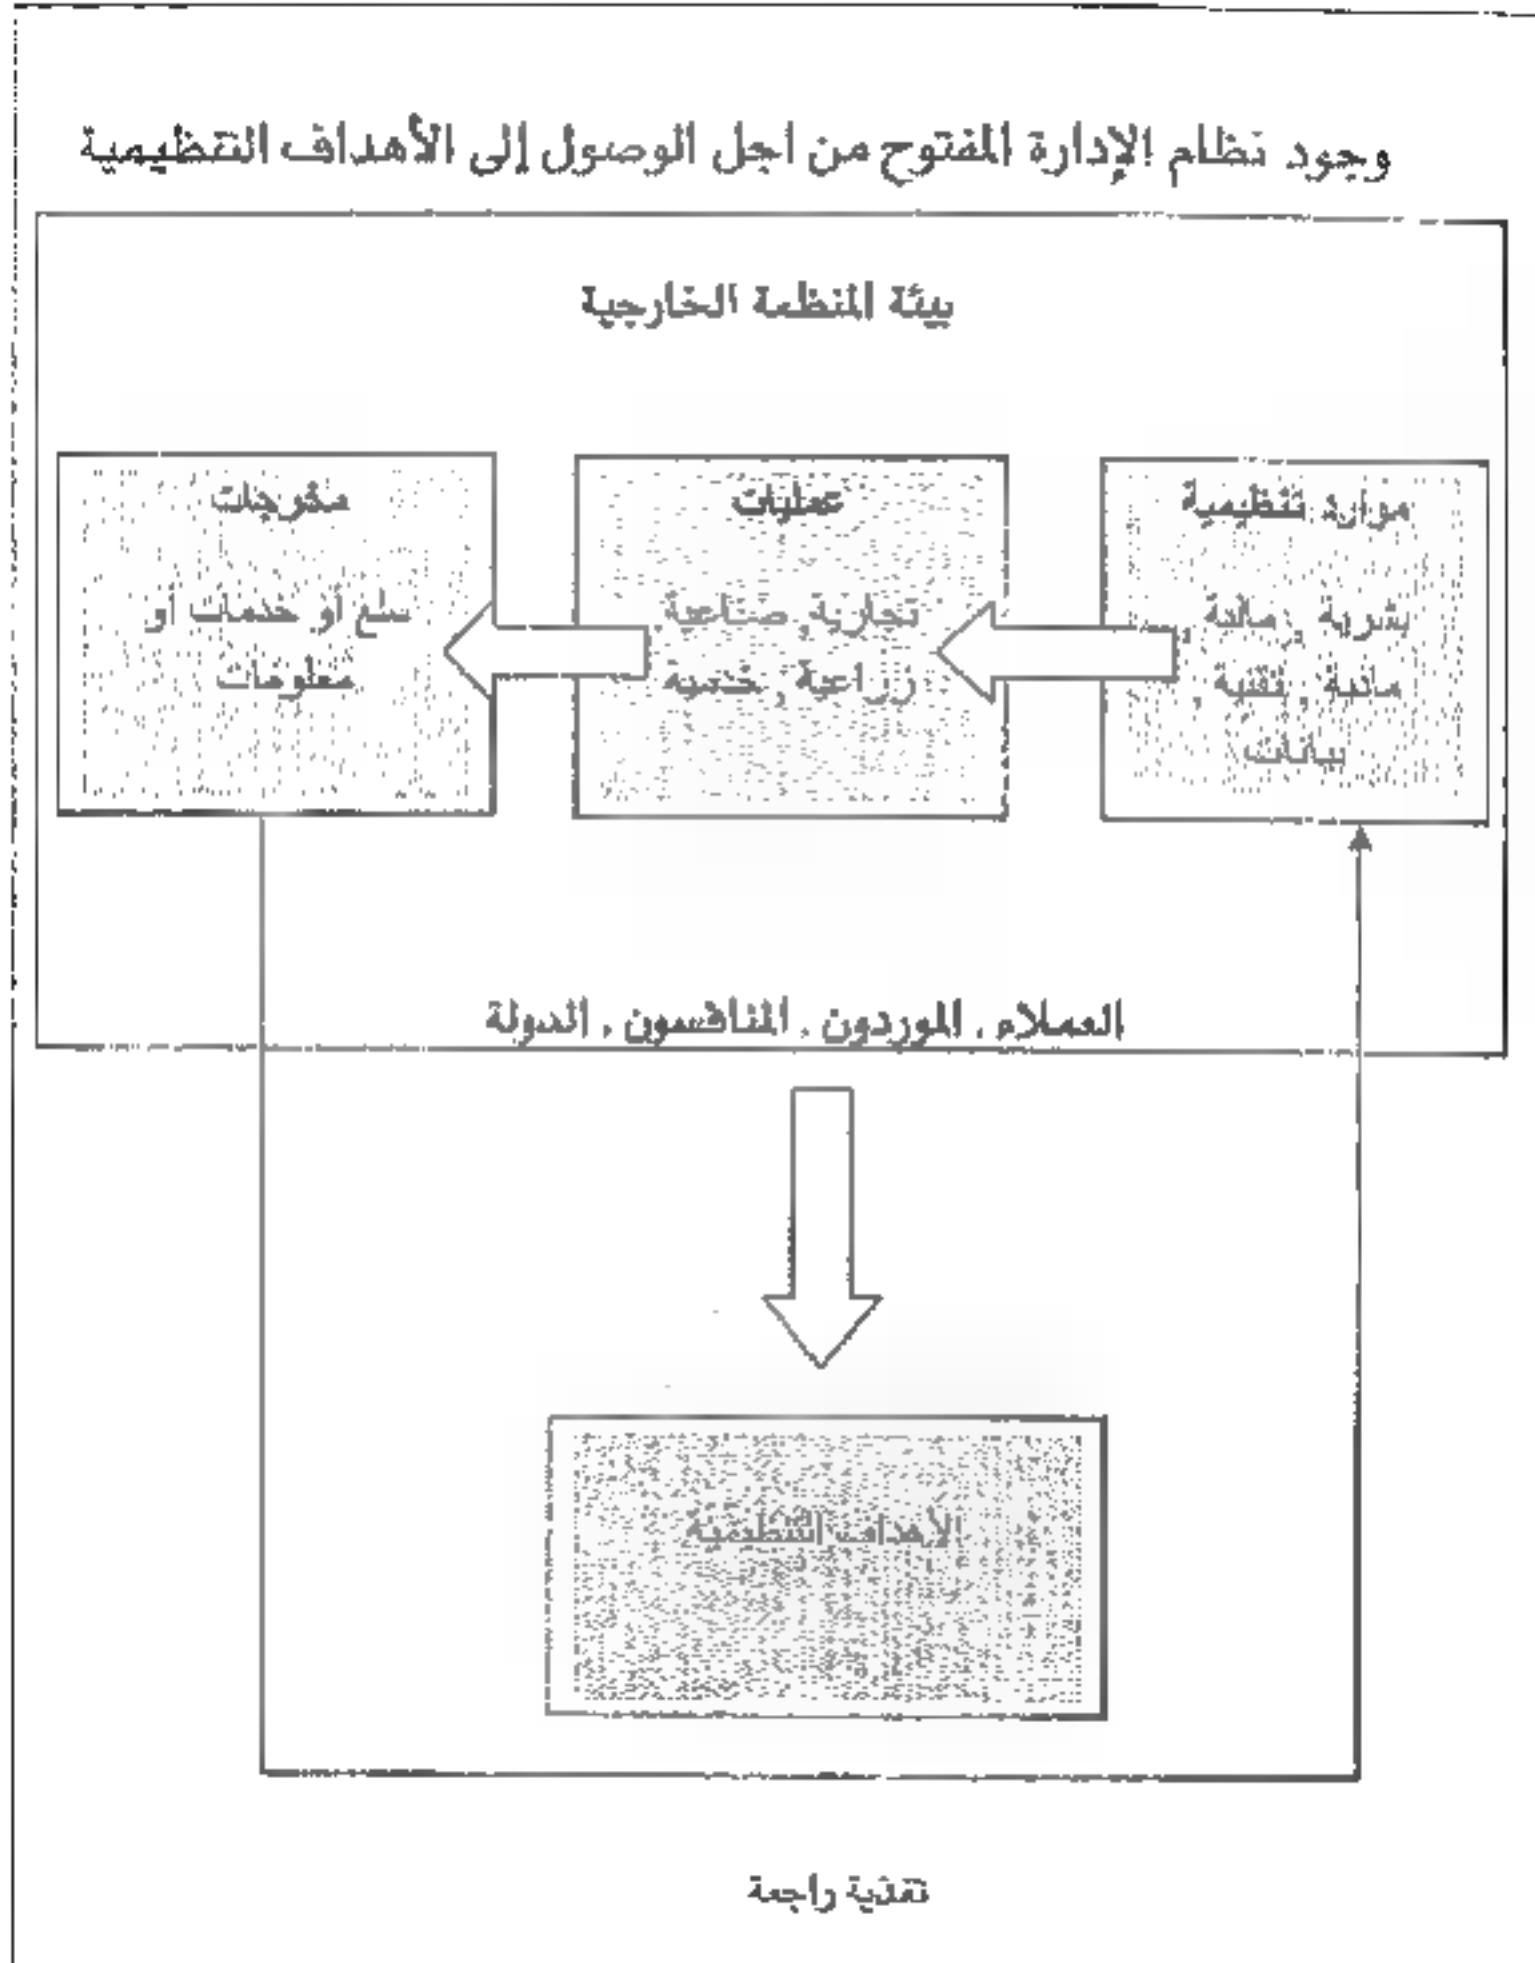 وجود نظام الإدارة المفتوح من اجل الوصول إلى الأهداف التنظيمية
بيئة المنظمة الخارجية
موارد تنظيمية
بشرية , مالية ,
مادية , تقنية ,
بيانات
عمليات
تجارية, صناعية,
زراعية , خدمية
مخرجات
سلع أو خدمات أو
معلومات
العملاء , الموردون , المنافسون , الدولة
الأهداف التنظيمية
تغذية راجعة